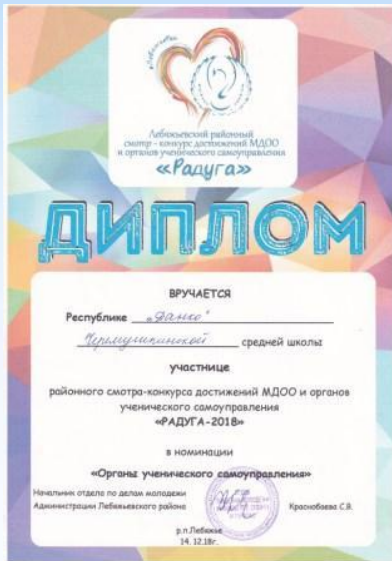 Лебяжьевский районный
смотр - конкурс достижений МДОО
и органов ученического самоуправления
«Радуга»
ДИПЛОМ
ВРУЧАЕТСЯ
Республике „Данко"
Черемушкинской средней школы
участнице
районного смотра-конкурса достижений МДОО и органов
ученического самоуправления
«РАДУГА-2018»
в номинации
«Органы ученического самоуправления»
Начальник отдела по делам молодежи
Администрации Лебяжьевского района Краснобаева С.В.
р.п.Лебяжье
14. 12.18г.